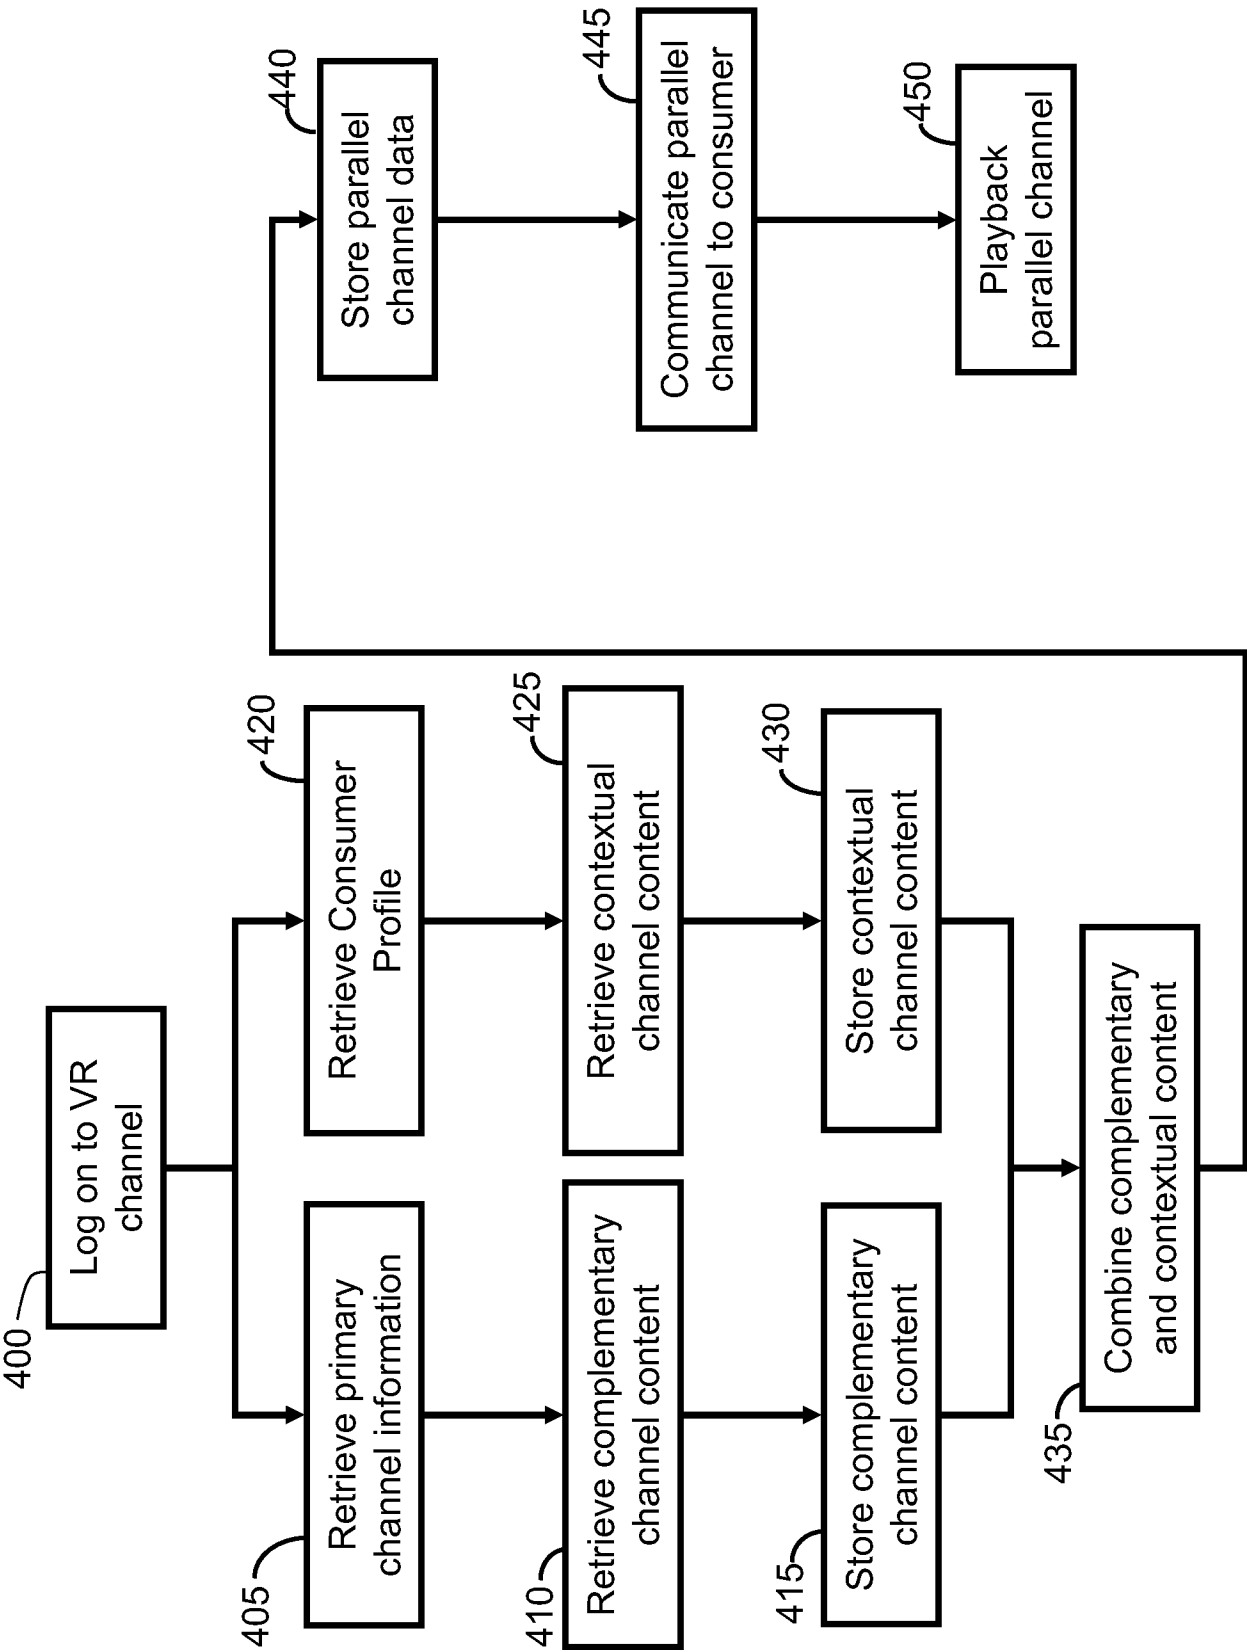 400
Log on to VR
channel
405
Retrieve primary
channel information
410
Retrieve complementary
channel content
415
Store complementary
channel content
420
Retrieve Consumer
Profile
425
Retrieve contextual
channel content
430
Store contextual
channel content
435
Combine complementary
and contextual content
440
Store parallel
channel data
445
Communicate parallel
channel to consumer
450
Playback
parallel channel